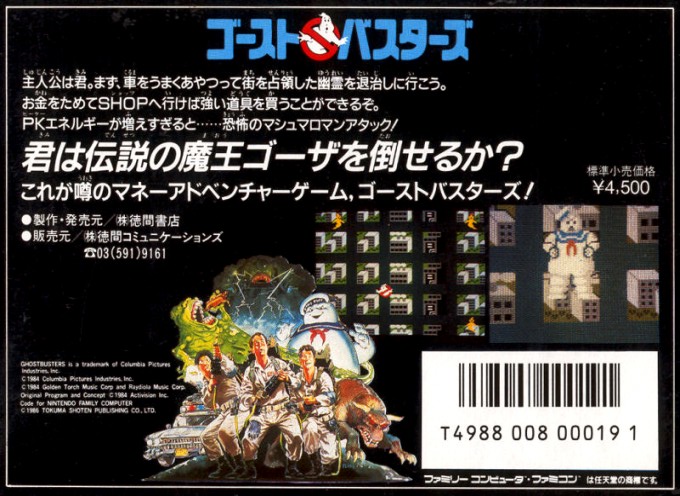 ゴーストバスターズ
主人公は君。まず、車をうまくあやつって街を占領した幽霊を退治しに行こう。
お金をためてSHOPへ行けば強い道具を買うことができるぞ。
PKエネルギーが増えすぎると……恐怖のマシュマロマンアタック!
君は伝説の魔王ゴーザを倒せるか?
これが噂のマネーアドベンチャーゲーム,ゴーストバスターズ!
標準小売価格
¥4,500
●製作・発売元/㈱徳間書店
●販売元/㈱徳間コミュニケーションズ
☎03(591)9161
GHOSTBUSTERS is a trademark of Columbia Pictures
Industries, Inc.
©1984 Columbia Pictures Industries, Inc.
©1984 Golden Torch Music Corp and Raydiola Music Corp.
Original Program and Concept ©1984 Activision Inc.
Code for NINTENDO FAMILY COMPUTER
©1986 TOKUMA SHOTEN PUBLISHING CO., LTD.
T4988 008 00019 1
ファミリーコンピュータ・ファミコンは任天堂の商標です。